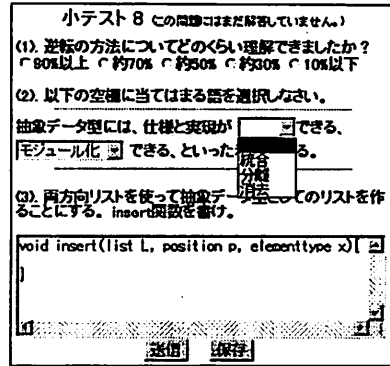 小テスト 8 (この問題にはまだ解答していません。)
(1). 逆転の方法についてどのくらい理解できましたか?
80%以上 約70% 約50% 約30% 10%以下
(2). 以下の空欄に当てはまる語を選択しなさい。
抽象データ型には、仕様と実現が できる、
統合
分離
消去
モジュール化 できる、といった る。
(3). 両方向リストを使って抽象データ型としてのリストを作
ることにする。insert関数を書け。
void insert(list L, position p, elementtype x){
}
送信 保存